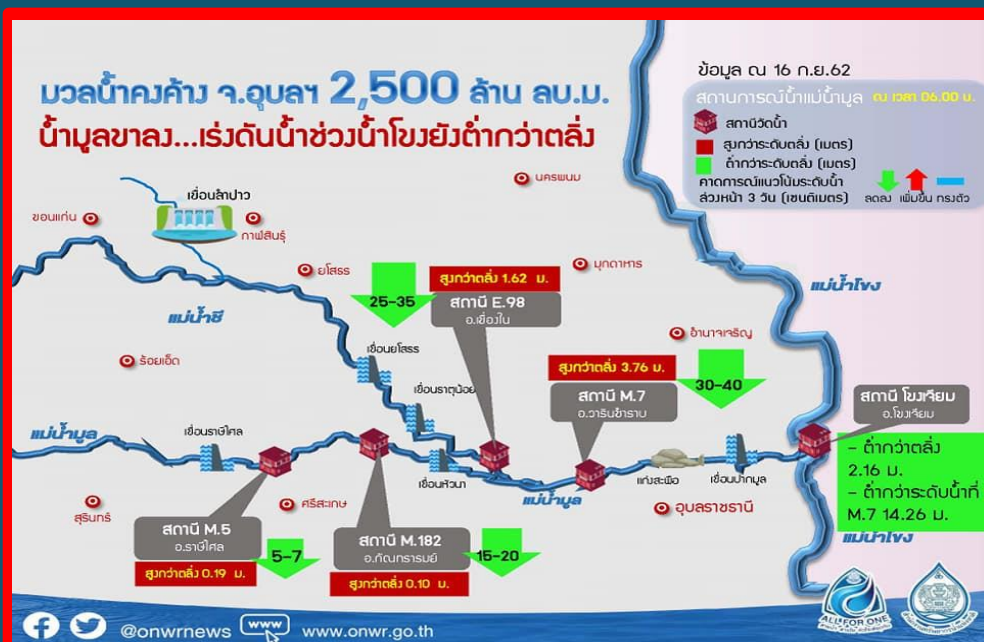 มวลน้ำคงค้าง จ.อุบลฯ 2,500 ล้าน ลบ.ม.
น้ำมูลขาลง...เร่งดันน้ำช่วงน้ำโขงยังต่ำกว่าตลิ่ง
ข้อมูล ณ 16 ก.ย.62
สถานการณ์น้ำแม่น้ำมูล ณ เวลา 06.00 น.
สถานีวัดน้ำ
สูงกว่าระดับตลิ่ง (เมตร)
ต่ำกว่าระดับตลิ่ง (เมตร)
คาดการณ์แนวโน้มระดับน้ำ
ล่วงหน้า 3 วัน (เซนติเมตร)
ลดลง เพิ่มขึ้น ทรงตัว
นครพนม
เขื่อนลำปาว
ขอนแก่น
กาฬสินธุ์
ยโสธร
มุกดาหาร
แม่น้ำโขง
25-35
สูงกว่าตลิ่ง 1.62 ม.
สถานี E.98
อ.เขื่องใน
แม่น้ำชี
อำนาจเจริญ
ร้อยเอ็ด
เขื่อนยโสธร
สูงกว่าตลิ่ง 3.76 ม.
30-40
สถานี M.7
อ.วารินชำราบ
เขื่อนธาตุน้อย
สถานี โขงเจียม
อ.โขงเจียม
แม่น้ำมูล
เขื่อนราษีไศล
- ต่ำกว่าตลิ่ง
2.16 ม.
- ต่ำกว่าระดับน้ำที่
M.7 14.26 ม.
เขื่อนหัวนา
แม่น้ำมูล
แก่งสะพือ
เขื่อนปากมูล
สุรินทร์
ศรีสะเกษ
อุบลราชธานี
แม่น้ำโขง
สถานี M.5
อ.ราษีไศล
สูงกว่าตลิ่ง 0.19 ม.
5-7
สถานี M.182
อ.กันทรารมย์
สูงกว่าตลิ่ง 0.10 ม.
15-20
@onwrnews
www
www.onwr.go.th
ALL FOR ONE